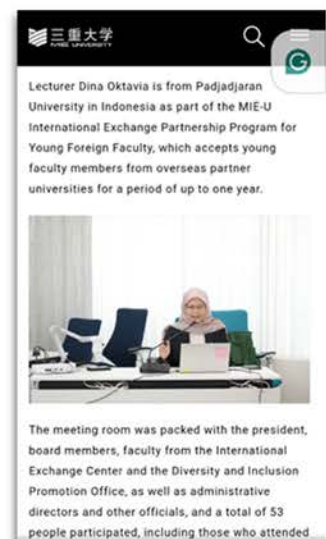 三重大学
MIE UNIVERSITY
Lecturer Dina Oktavia is from Padjadjaran
University in Indonesia as part of the MIE-U
International Exchange Partnership Program for
Young Foreign Faculty, which accepts young
faculty members from overseas partner
universities for a period of up to one year.
The meeting room was packed with the president,
board members, faculty from the International
Exchange Center and the Diversity and Inclusion
Promotion Office, as well as administrative
directors and other officials, and a total of 53
people participated, including those who attended